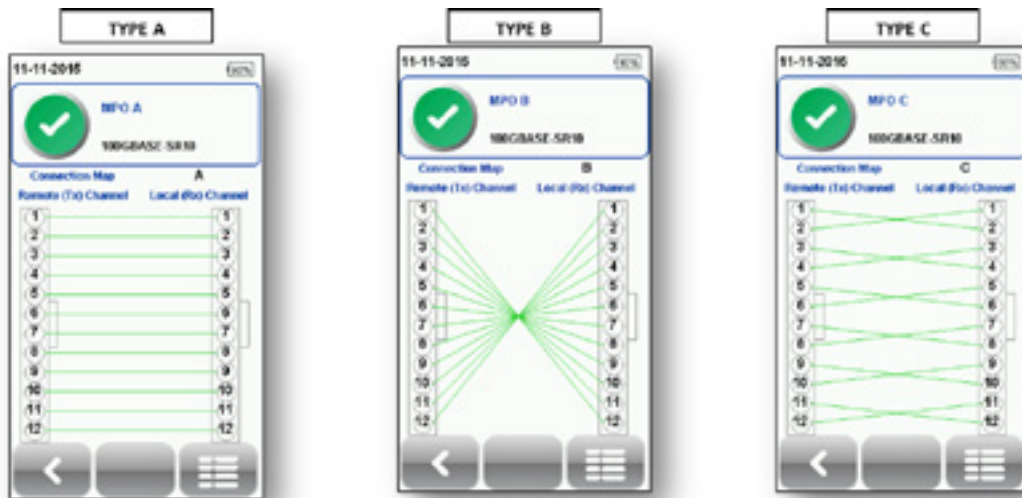 TYPE A
11-11-2016
MPO A
100GBASE-SR10
Connection Map A
Remote (Tx) Channel Local (Rx) Channel
1 1
2 2
3 3
4 4
5 5
6 6
7 7
8 8
9 9
10 10
11 11
12 12
TYPE B
11-11-2016
MPO B
100GBASE-SR10
Connection Map B
Remote (Tx) Channel Local (Rx) Channel
1 1
2 2
3 3
4 4
5 5
6 6
7 7
8 8
9 9
10 10
11 11
12 12
TYPE C
11-11-2016
MPO C
100GBASE-SR10
Connection Map C
Remote (Tx) Channel Local (Rx) Channel
1 1
2 2
3 3
4 4
5 5
6 6
7 7
8 8
9 9
10 10
11 11
12 12